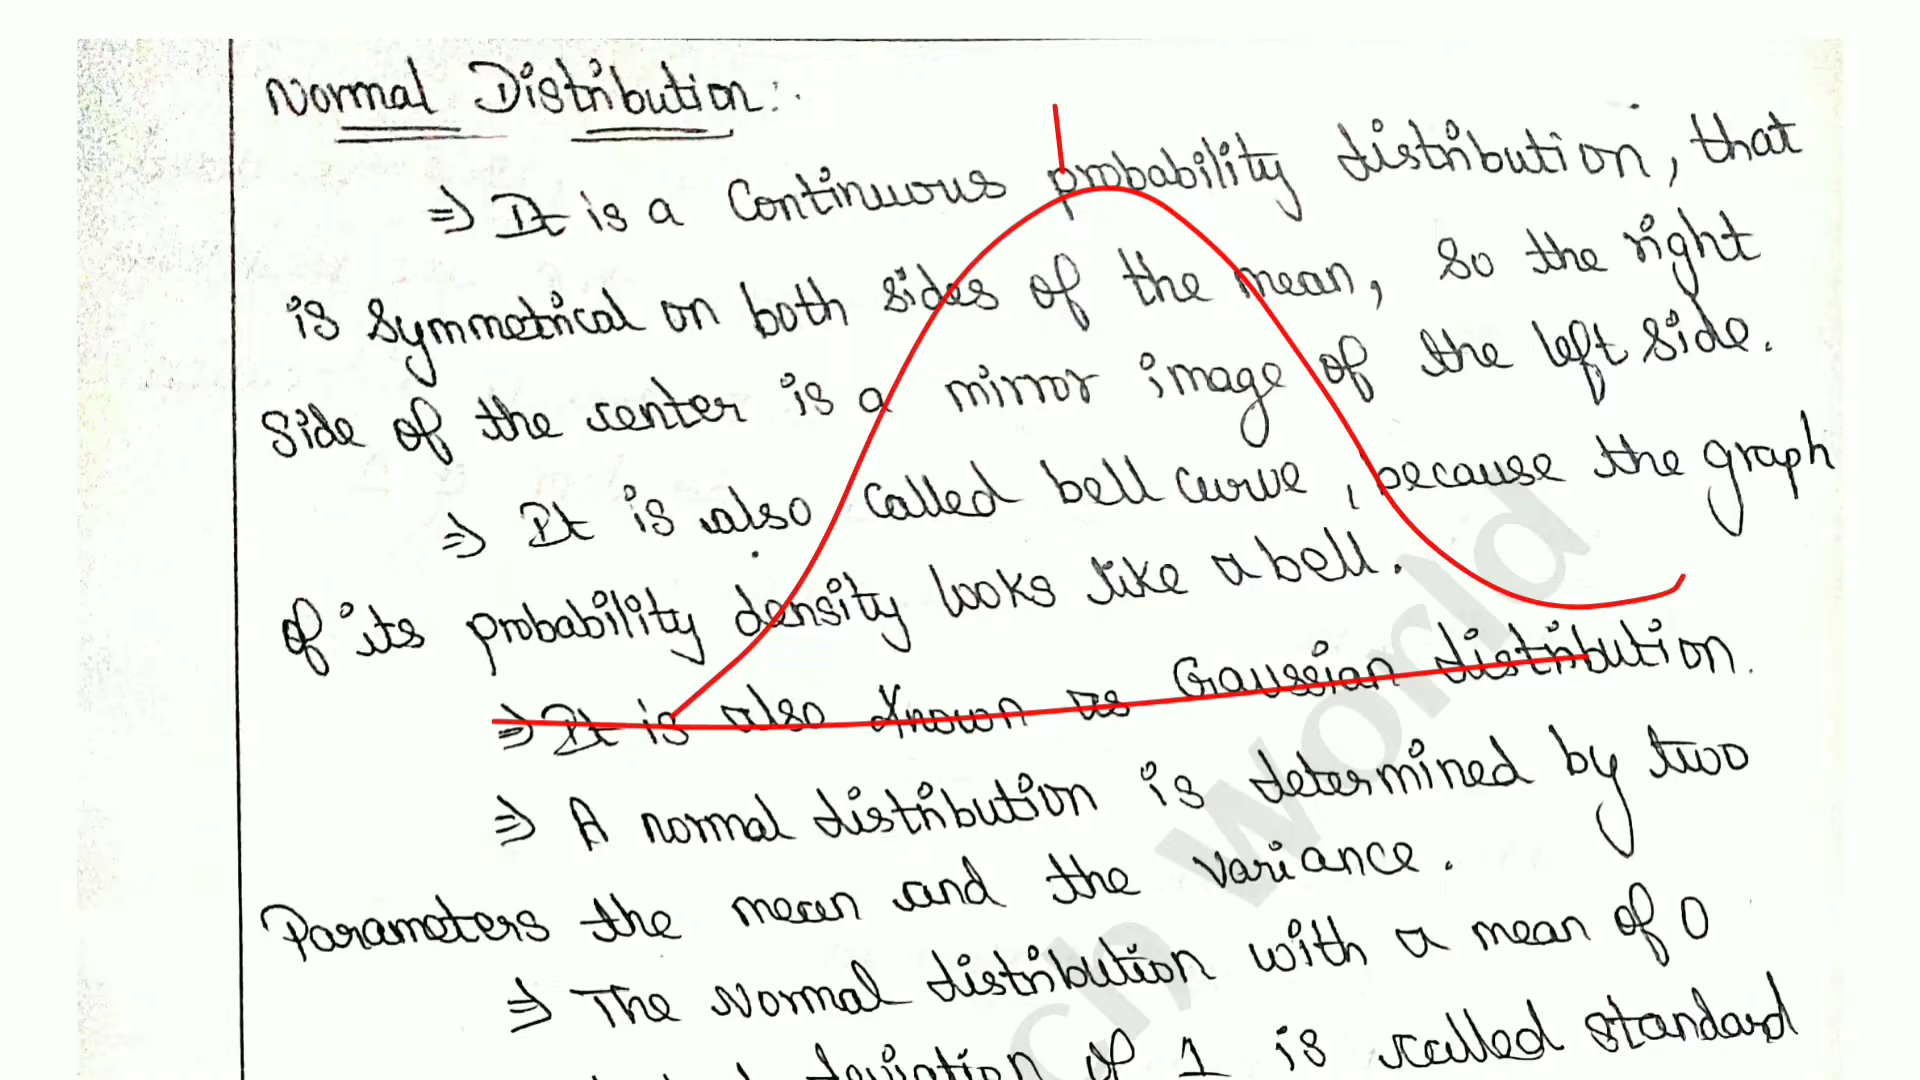 Normal Distribution:
⇒ It is a Continuous probability distribution, that
is Symmetrical on both sides of the mean, so the right
Side of the center is a mirror image of the left side.
⇒ It is also called bell curve, because the graph
of its probability density looks like a bell.
⇒ It is also known as Gaussian distribution.
⇒ A normal distribution is determined by two
Parameters the mean and the variance.
⇒ The Normal distribution with a mean of 0
deviation of 1 is called standard
ch world